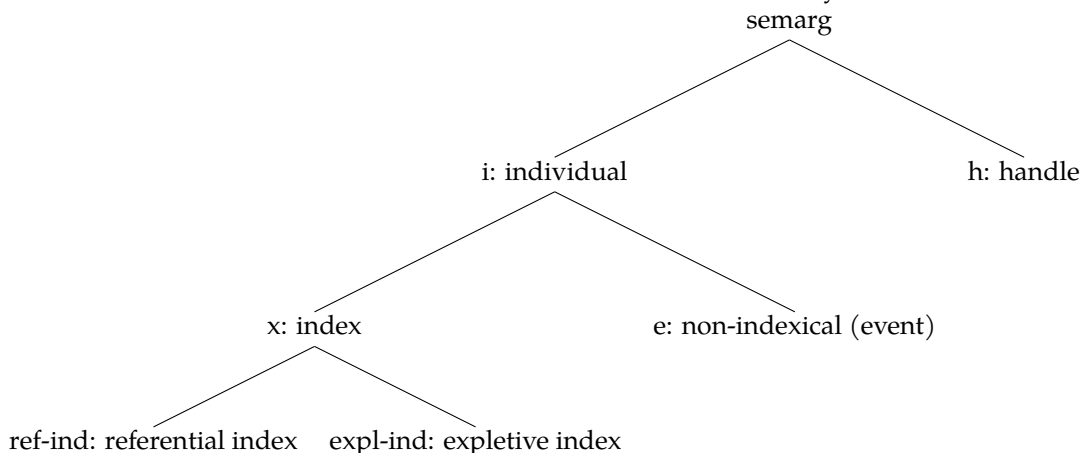 semarg
i: individual h: handle
x: index e: non-indexical (event)
ref-ind: referential index expl-ind: expletive index